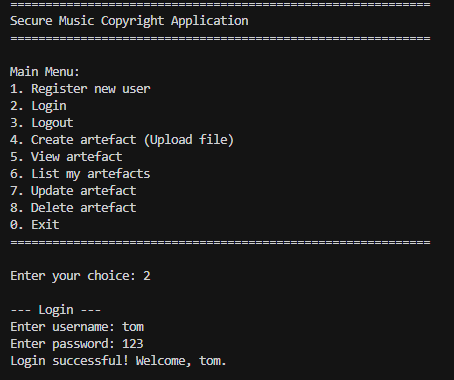 ============================================================
Secure Music Copyright Application
============================================================
Main Menu:
1. Register new user
2. Login
3. Logout
4. Create artefact (Upload file)
5. View artefact
6. List my artefacts
7. Update artefact
8. Delete artefact
0. Exit
============================================================
Enter your choice: 2
--- Login ---
Enter username: tom
Enter password: 123
Login successful! Welcome, tom.